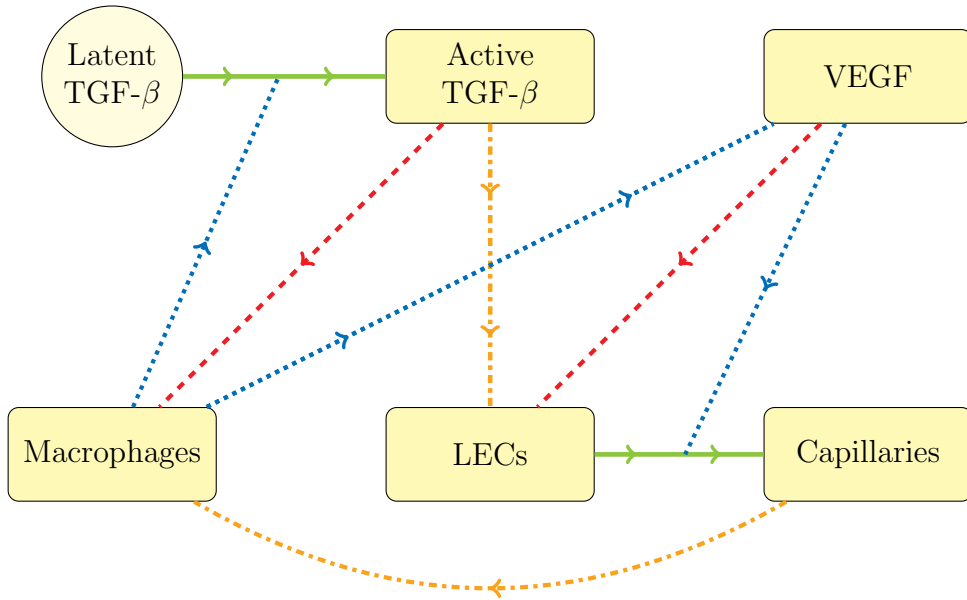 Latent
TGF-β
Active
TGF-β
VEGF
Macrophages
LECs
Capillaries